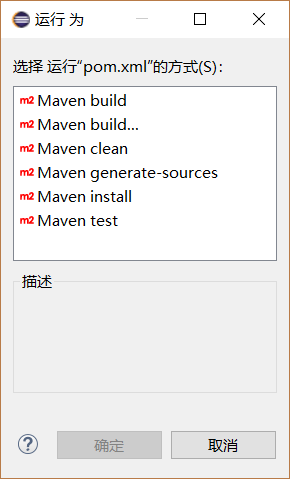 运行 为
选择 运行“pom.xml”的方式(S):
m2 Maven build
m2 Maven build...
m2 Maven clean
m2 Maven generate-sources
m2 Maven install
m2 Maven test
描述
?
确定
取消